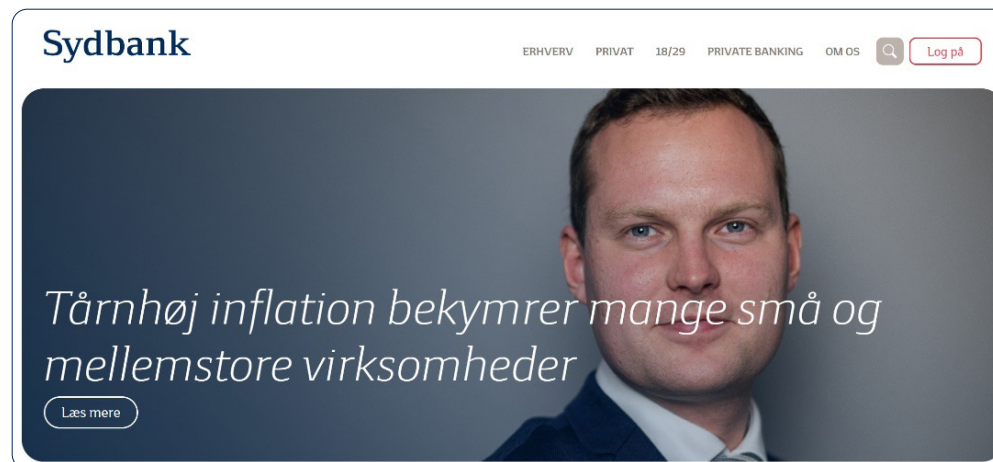 Sydbank
ERHVERV PRIVAT 18/29 PRIVATE BANKING OM OS Log på
Tårnhøj inflation bekymrer mange små og
mellemstore virksomheder
Læs mere